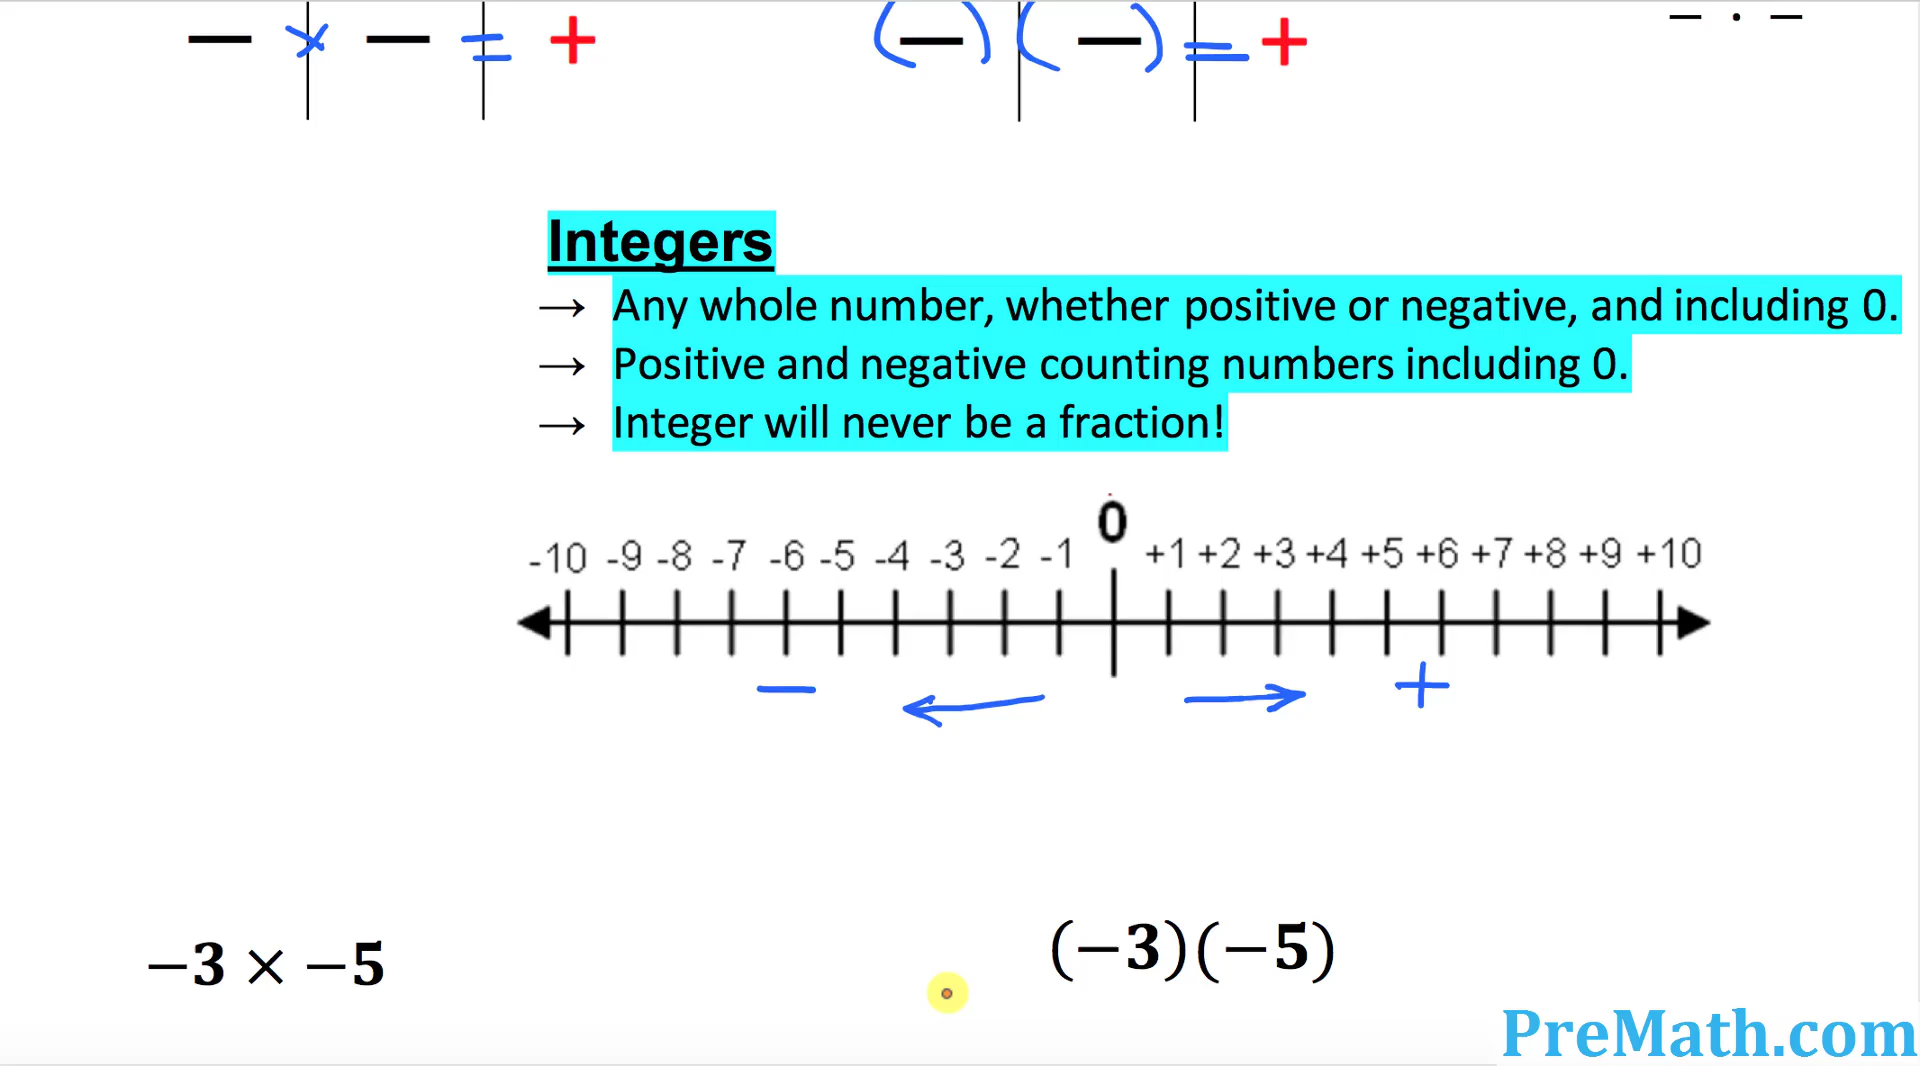 − × − = +
(−)(−) = +
− · −
Integers
→ Any whole number, whether positive or negative, and including 0.
→ Positive and negative counting numbers including 0.
→ Integer will never be a fraction!
-10 -9 -8 -7 -6 -5 -4 -3 -2 -1 0 +1 +2 +3 +4 +5 +6 +7 +8 +9 +10
− ← → +
−3 × −5
(−3)(−5)
PreMath.com